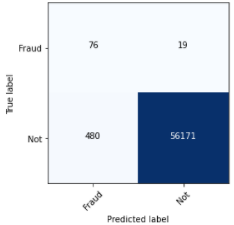 Fraud 76 19
True label
Not 480 56171
Fraud Not
Predicted label